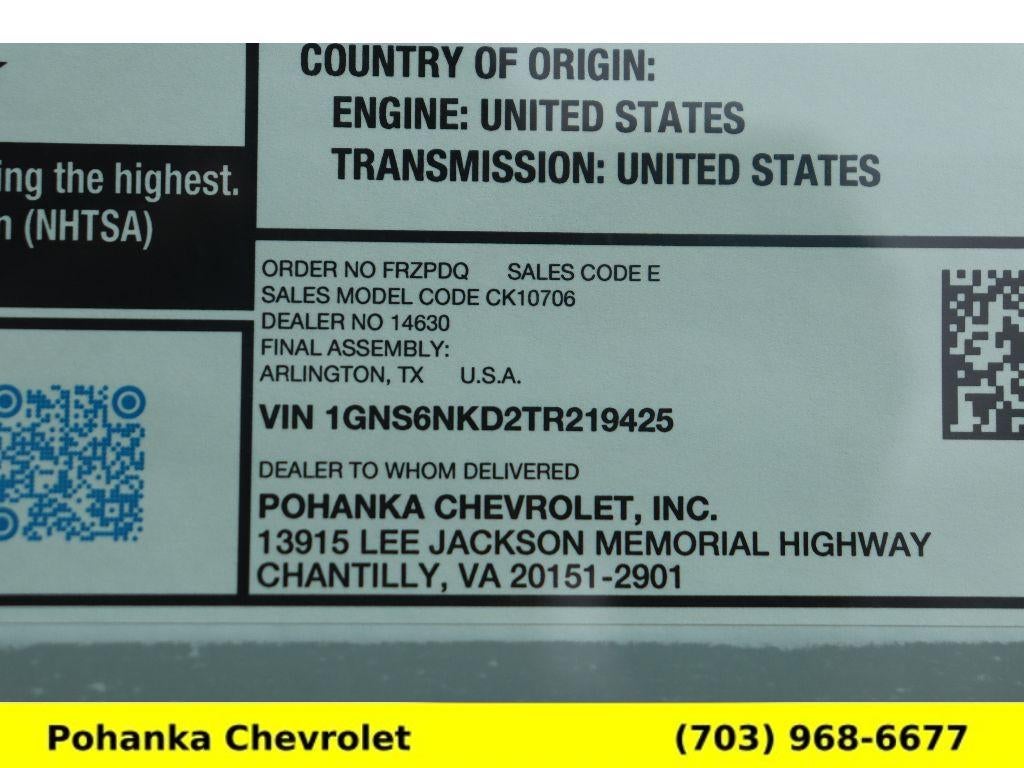 COUNTRY OF ORIGIN:
ENGINE: UNITED STATES
TRANSMISSION: UNITED STATES
ing the highest.
(NHTSA)
ORDER NO FRZPDQ SALES CODE E
SALES MODEL CODE CK10706
DEALER NO 14630
FINAL ASSEMBLY:
ARLINGTON, TX U.S.A.
VIN 1GNS6NKD2TR219425
DEALER TO WHOM DELIVERED
POHANKA CHEVROLET, INC.
13915 LEE JACKSON MEMORIAL HIGHWAY
CHANTILLY, VA 20151-2901
Pohanka Chevrolet (703) 968-6677